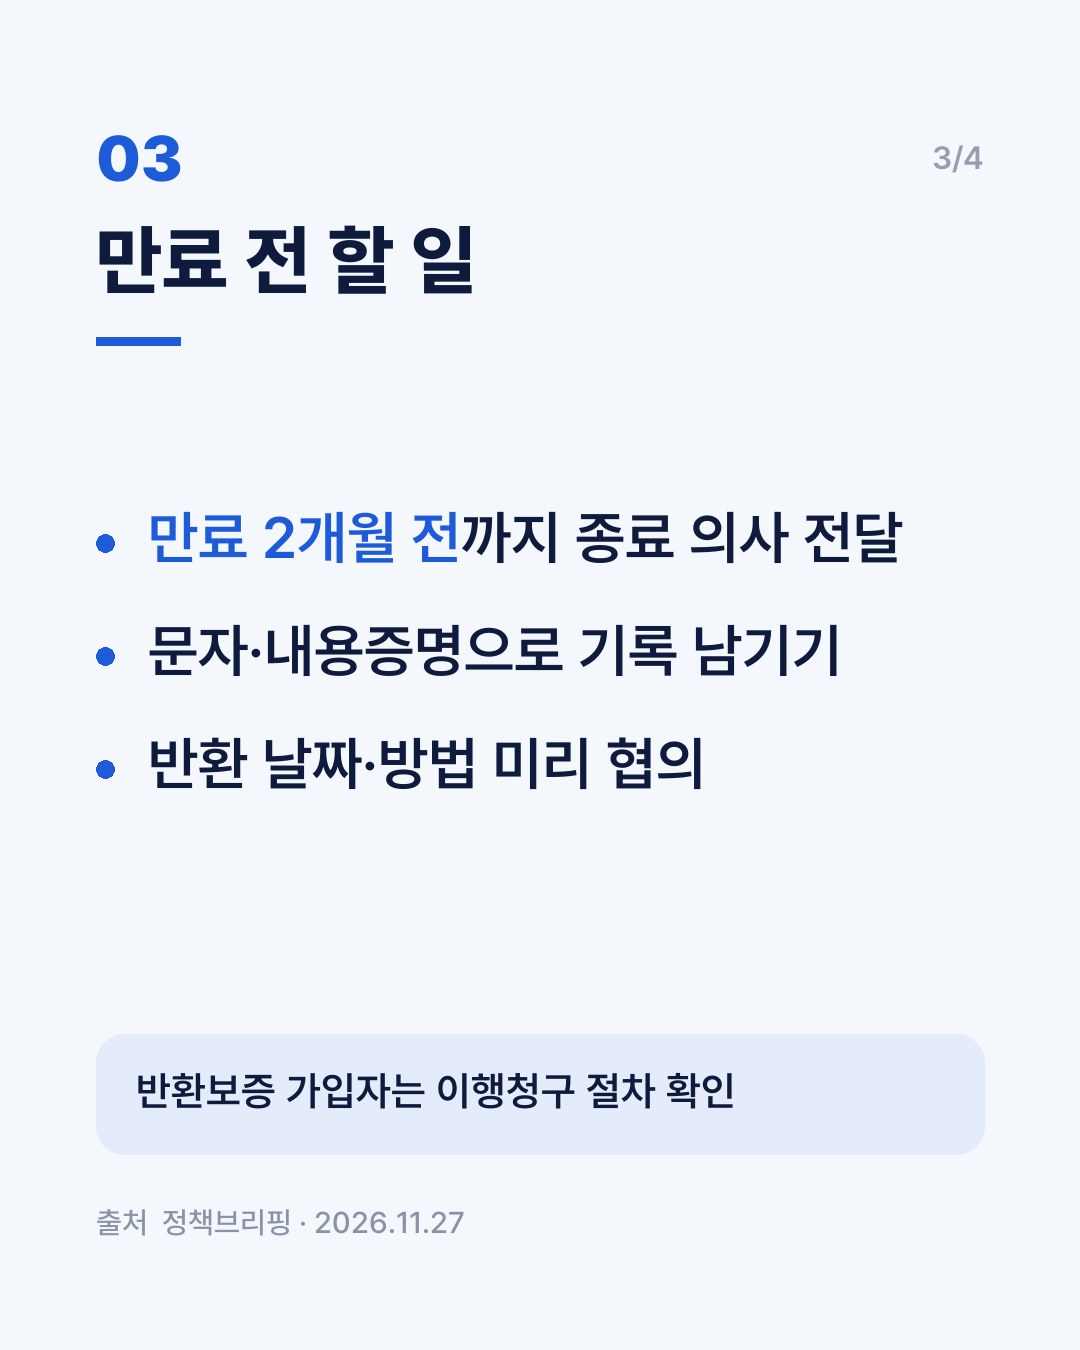 03
3/4
만료 전 할 일
만료 2개월 전까지 종료 의사 전달
문자·내용증명으로 기록 남기기
반환 날짜·방법 미리 협의
반환보증 가입자는 이행청구 절차 확인
출처 정책브리핑 · 2026.11.27